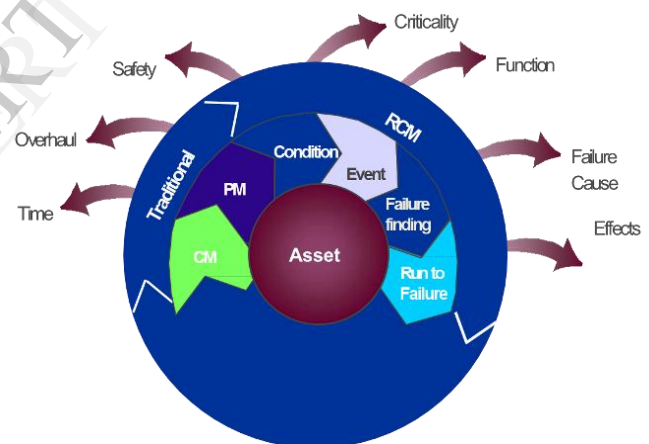 Criticality
Safety
Function
Overhaul
Traditional
RCM
Condition
Event
Failure
Cause
PM
Failure
finding
Time
Effects
CM
Asset
Run to
Failure